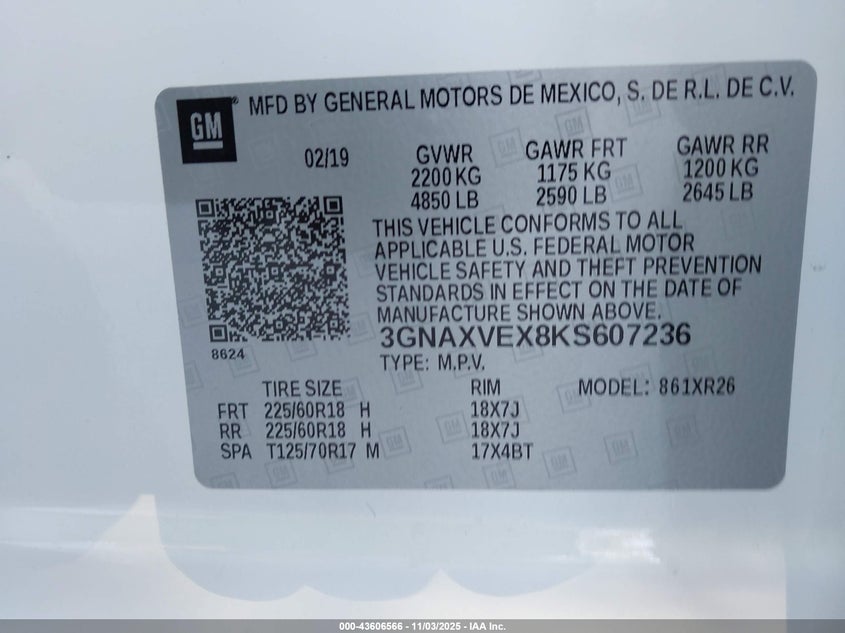 GM
® MFD BY GENERAL MOTORS DE MEXICO, S. DE R.L. DE C.V.
02/19 GVWR GAWR FRT GAWR RR
2200 KG 1175 KG 1200 KG
4850 LB 2590 LB 2645 LB
THIS VEHICLE CONFORMS TO ALL
APPLICABLE U.S. FEDERAL MOTOR
VEHICLE SAFETY AND THEFT PREVENTION
STANDARDS IN EFFECT ON THE DATE OF
MANUFACTURE SHOWN ABOVE.
3GNAXVEX8KS607236
8624
TYPE: M.P.V.
TIRE SIZE RIM MODEL: 861XR26
FRT 225/60R18 H 18X7J
RR 225/60R18 H 18X7J
SPA T125/70R17 M 17X4BT
000-43606566 - 11/03/2025 - IAA Inc.